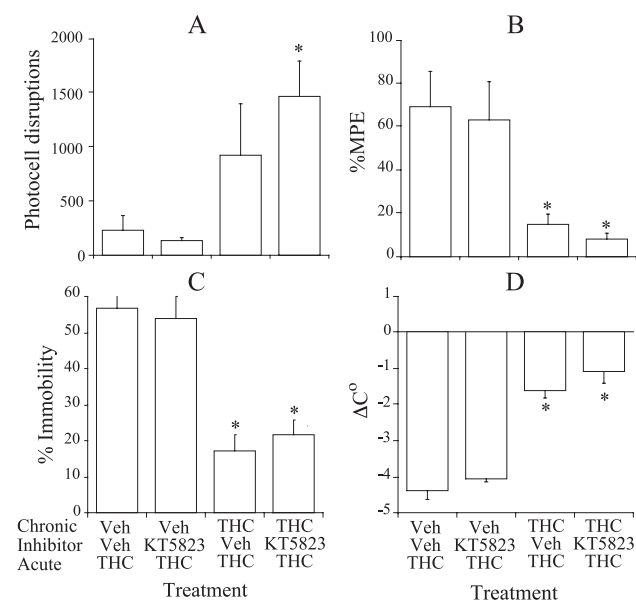 A
Photocell disruptions
2000
1500
1000
500
0
*
B
%MPE
100
80
60
40
20
0
*
*
C
% Immobility
60
50
40
30
20
10
0
*
*
D
ΔC°
1
0
-1
-2
-3
-4
-5
*
*
Chronic Veh Veh THC THC
Inhibitor Veh KT5823 Veh KT5823
Acute THC THC THC THC
Treatment
Veh Veh THC THC
Veh KT5823 Veh KT5823
THC THC THC THC
Treatment